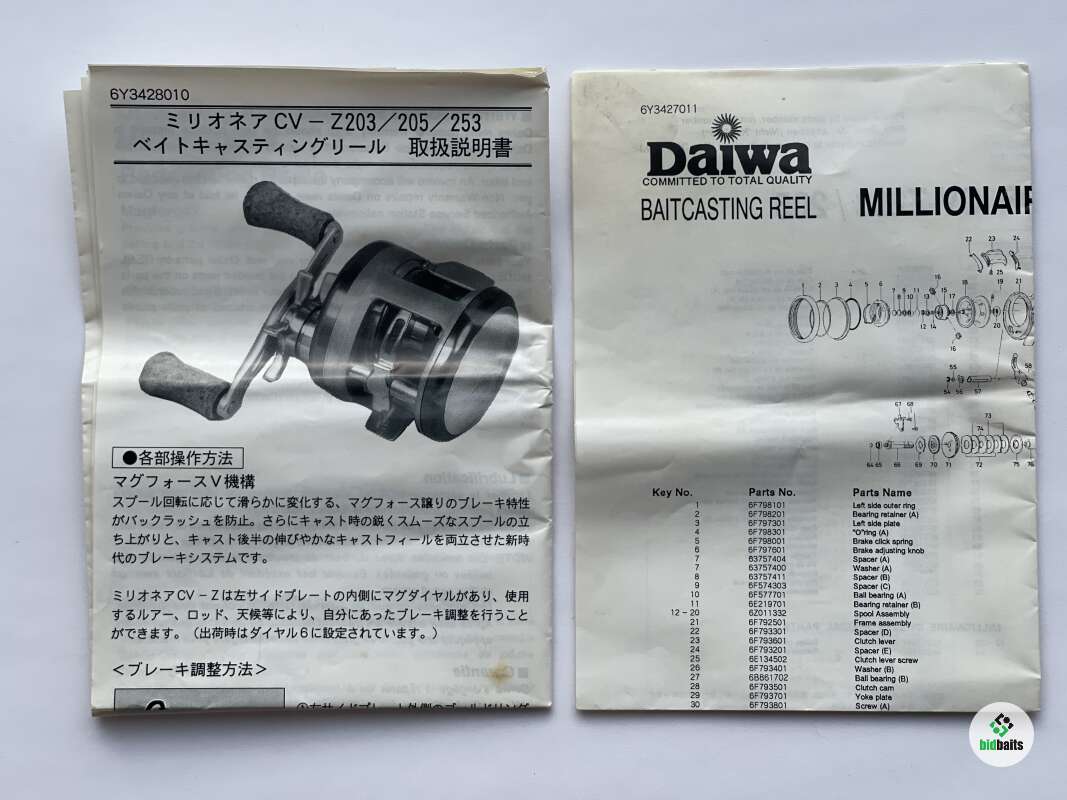 6Y3428010
ミリオネア CV－Z203／205／253
ベイトキャスティングリール　取扱説明書
●各部操作方法
マグフォースV機構
スプール回転に応じて滑らかに変化する、マグフォース譲りのブレーキ特性
がバックラッシュを防止。さらにキャスト時の鋭くスムーズなスプールの立
ち上がりと、キャスト後半の伸びやかなキャストフィールを両立させた新時
代のブレーキシステムです。
ミリオネアCV－Zは左サイドプレートの内側にマグダイヤルがあり、使用
するルアー、ロッド、天候等により、自分にあったブレーキ調整を行うこと
ができます。（出荷時はダイヤル6に設定されています。）
＜ブレーキ調整方法＞
6Y3427011
Daiwa
COMMITTED TO TOTAL QUALITY
BAITCASTING REEL / MILLIONAIR
Key No. Parts No. Parts Name
1 6F798101 Left side outer ring
2 6F798201 Bearing retainer (A)
3 6F797301 Left side plate
4 6F798301 "O"ring (A)
5 6F798001 Brake click spring
6 6F797601 Brake adjusting knob
7 63757404 Spacer (A)
7 63757400 Washer (A)
8 63757411 Spacer (B)
9 6F574303 Spacer (C)
10 6F577701 Ball bearing (A)
11 6E219701 Bearing retainer (B)
12－20 6Z011332 Spool Assembly
21 6F792501 Frame assembly
22 6F793301 Spacer (D)
23 6F793601 Clutch lever
24 6F793201 Spacer (E)
25 6E134502 Clutch lever screw
26 6F793401 Washer (B)
27 6B861702 Ball bearing (B)
28 6F793501 Clutch cam
29 6F793701 Yoke plate
30 6F793801 Screw (A)
bidbaits